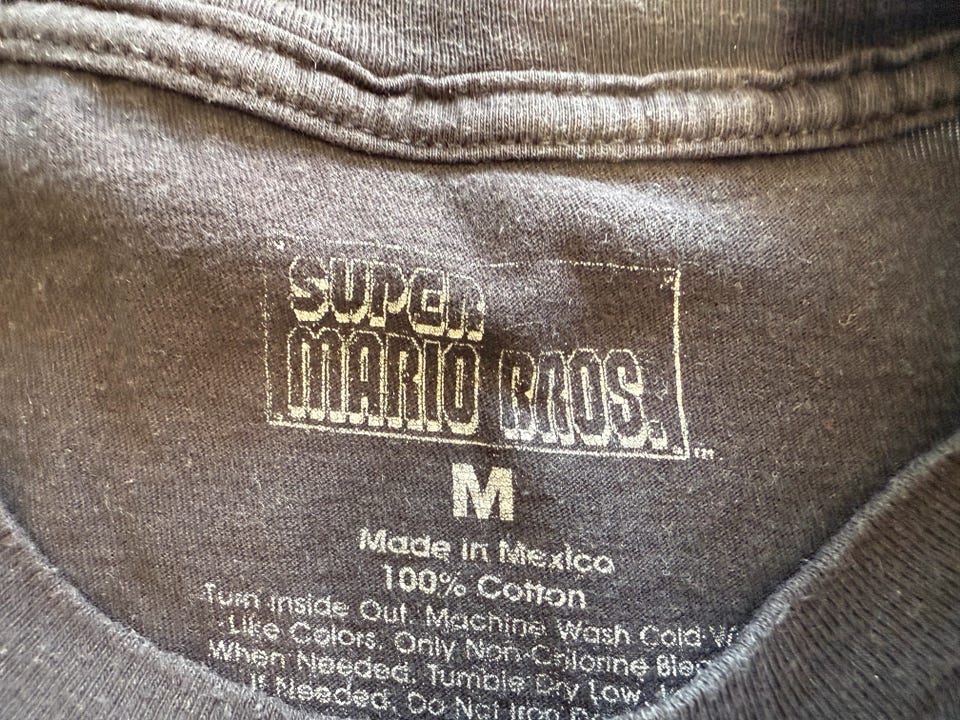 SUPER
MARIO BROS.™
M
Made in Mexico
100% Cotton
Turn Inside Out. Machine Wash Cold
Like Colors. Only Non-Chlorine
When Needed. Tumble Dry Low.
If Needed. Do Not Iron